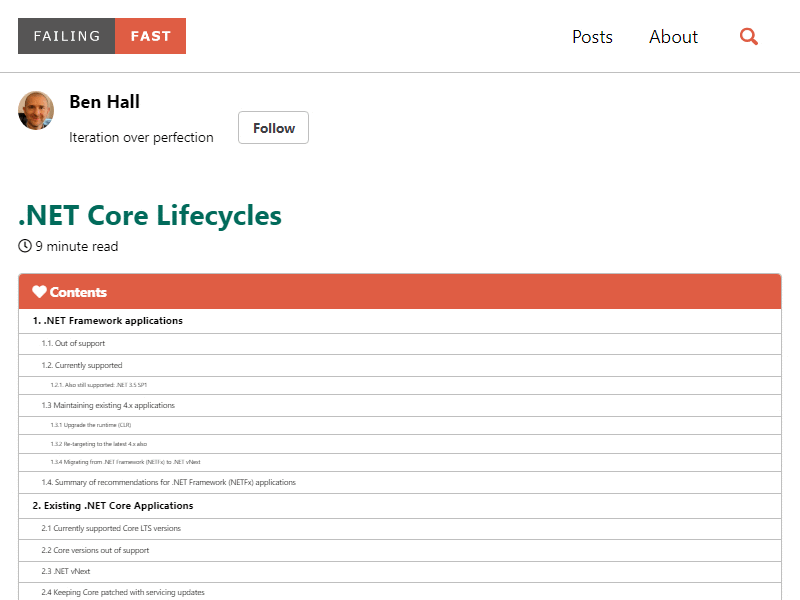 FAILING FAST
Posts
About
Ben Hall
Iteration over perfection
Follow
.NET Core Lifecycles
9 minute read
Contents
1. .NET Framework applications
1.1. Out of support
1.2. Currently supported
1.2.1. Also still supported: .NET 3.5 SP1
1.3 Maintaining existing 4.x applications
1.3.1 Upgrade the runtime (CLR)
1.3.2 Re-targeting to the latest 4.x also
1.3.4 Migrating from .NET Framework (NETFx) to .NET vNext
1.4. Summary of recommendations for .NET Framework (NETFx) applications
2. Existing .NET Core Applications
2.1 Currently supported Core LTS versions
2.2 Core versions out of support
2.3 .NET vNext
2.4 Keeping Core patched with servicing updates